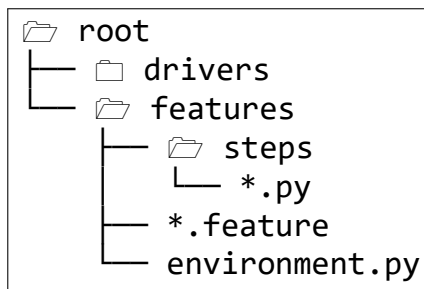 root
drivers
features
steps
*.py
*.feature
environment.py